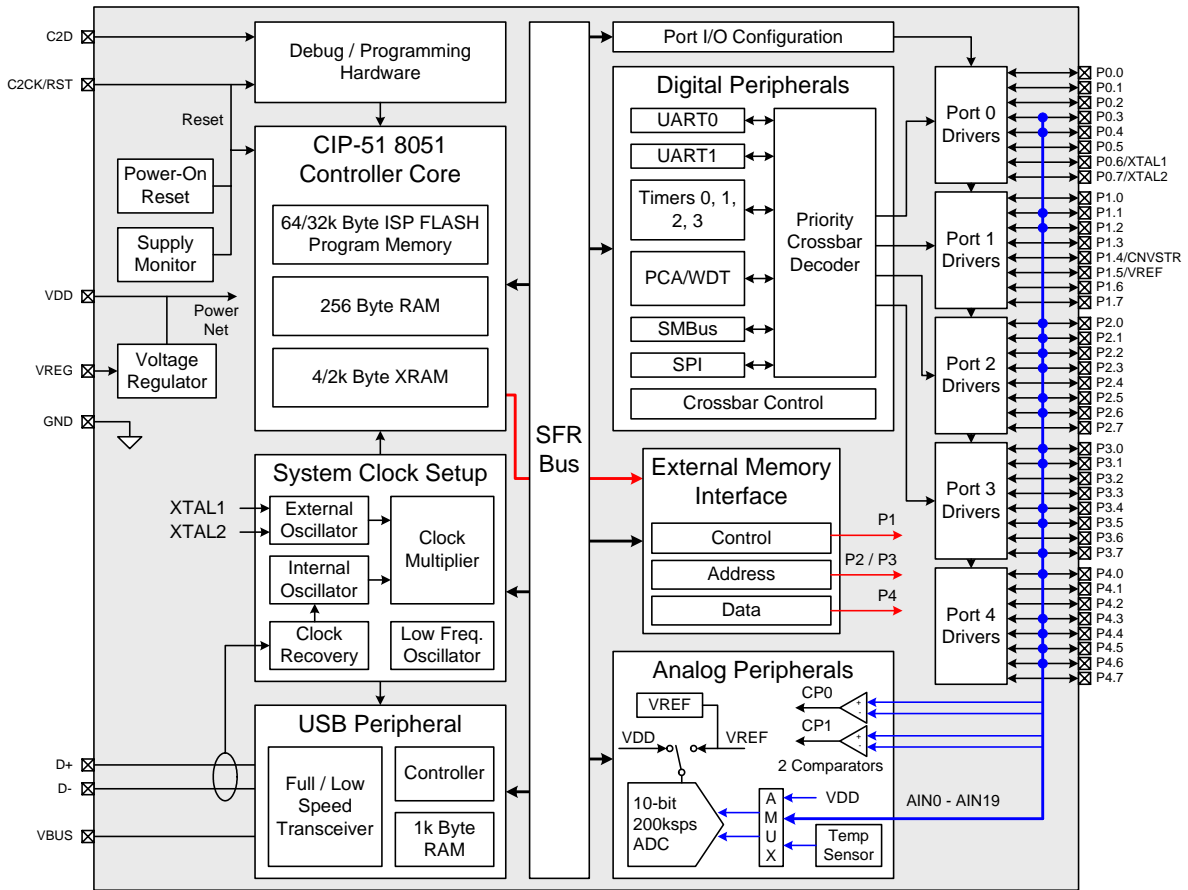 C2D
C2CK/RST
Debug / Programming
Hardware
Reset
Power-On
Reset
Supply
Monitor
VDD
Power
Net
VREG
Voltage
Regulator
GND
CIP-51 8051
Controller Core
64/32k Byte ISP FLASH
Program Memory
256 Byte RAM
4/2k Byte XRAM
System Clock Setup
XTAL1
XTAL2
External
Oscillator
Internal
Oscillator
Clock
Recovery
Clock
Multiplier
Low Freq.
Oscillator
USB Peripheral
D+
D-
VBUS
Full / Low
Speed
Transceiver
Controller
1k Byte
RAM
SFR
Bus
Port I/O Configuration
Digital Peripherals
UART0
UART1
Timers 0, 1,
2, 3
PCA/WDT
SMBus
SPI
Priority
Crossbar
Decoder
Crossbar Control
External Memory
Interface
Control
Address
Data
P1
P2 / P3
P4
Analog Peripherals
VREF
VDD
VREF
CP0
+
-
CP1
+
-
2 Comparators
10-bit
200ksps
ADC
A
M
U
X
VDD
Temp
Sensor
AIN0 - AIN19
Port 0
Drivers
Port 1
Drivers
Port 2
Drivers
Port 3
Drivers
Port 4
Drivers
P0.0
P0.1
P0.2
P0.3
P0.4
P0.5
P0.6/XTAL1
P0.7/XTAL2
P1.0
P1.1
P1.2
P1.3
P1.4/CNVSTR
P1.5/VREF
P1.6
P1.7
P2.0
P2.1
P2.2
P2.3
P2.4
P2.5
P2.6
P2.7
P3.0
P3.1
P3.2
P3.3
P3.4
P3.5
P3.6
P3.7
P4.0
P4.1
P4.2
P4.3
P4.4
P4.5
P4.6
P4.7